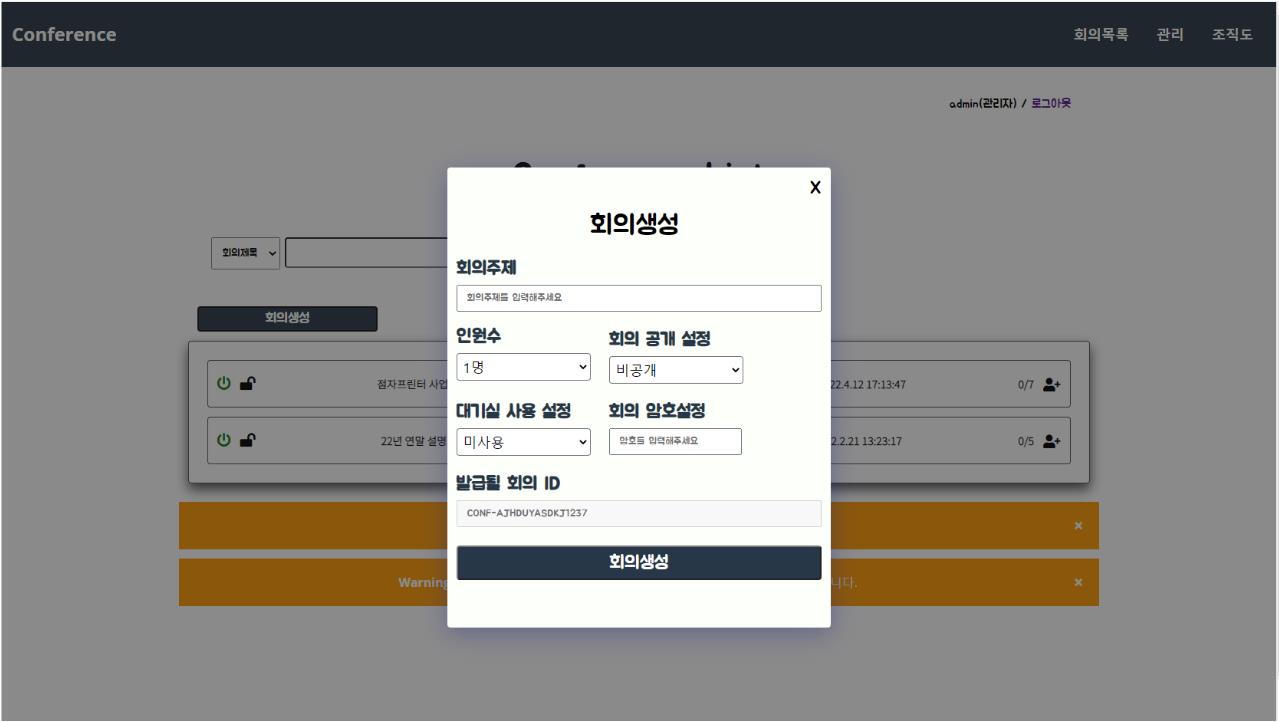 Conference
회의목록 관리 조직도
admin(관리자) / 로그아웃
X
회의생성
회의제목
회의주제
회의주제를 입력해주세요
회의생성
인원수 회의 공개 설정
1명 비공개
점자프린터 사업 22.4.12 17:13:47 0/7
대기실 사용 설정 회의 암호설정
미사용 암호를 입력해주세요
22년 연말 설명 2.2.21 13:23:17 0/5
발급될 회의 ID
CONF-AJHDUYASDKJ1237
×
회의생성
Warning 니다. ×